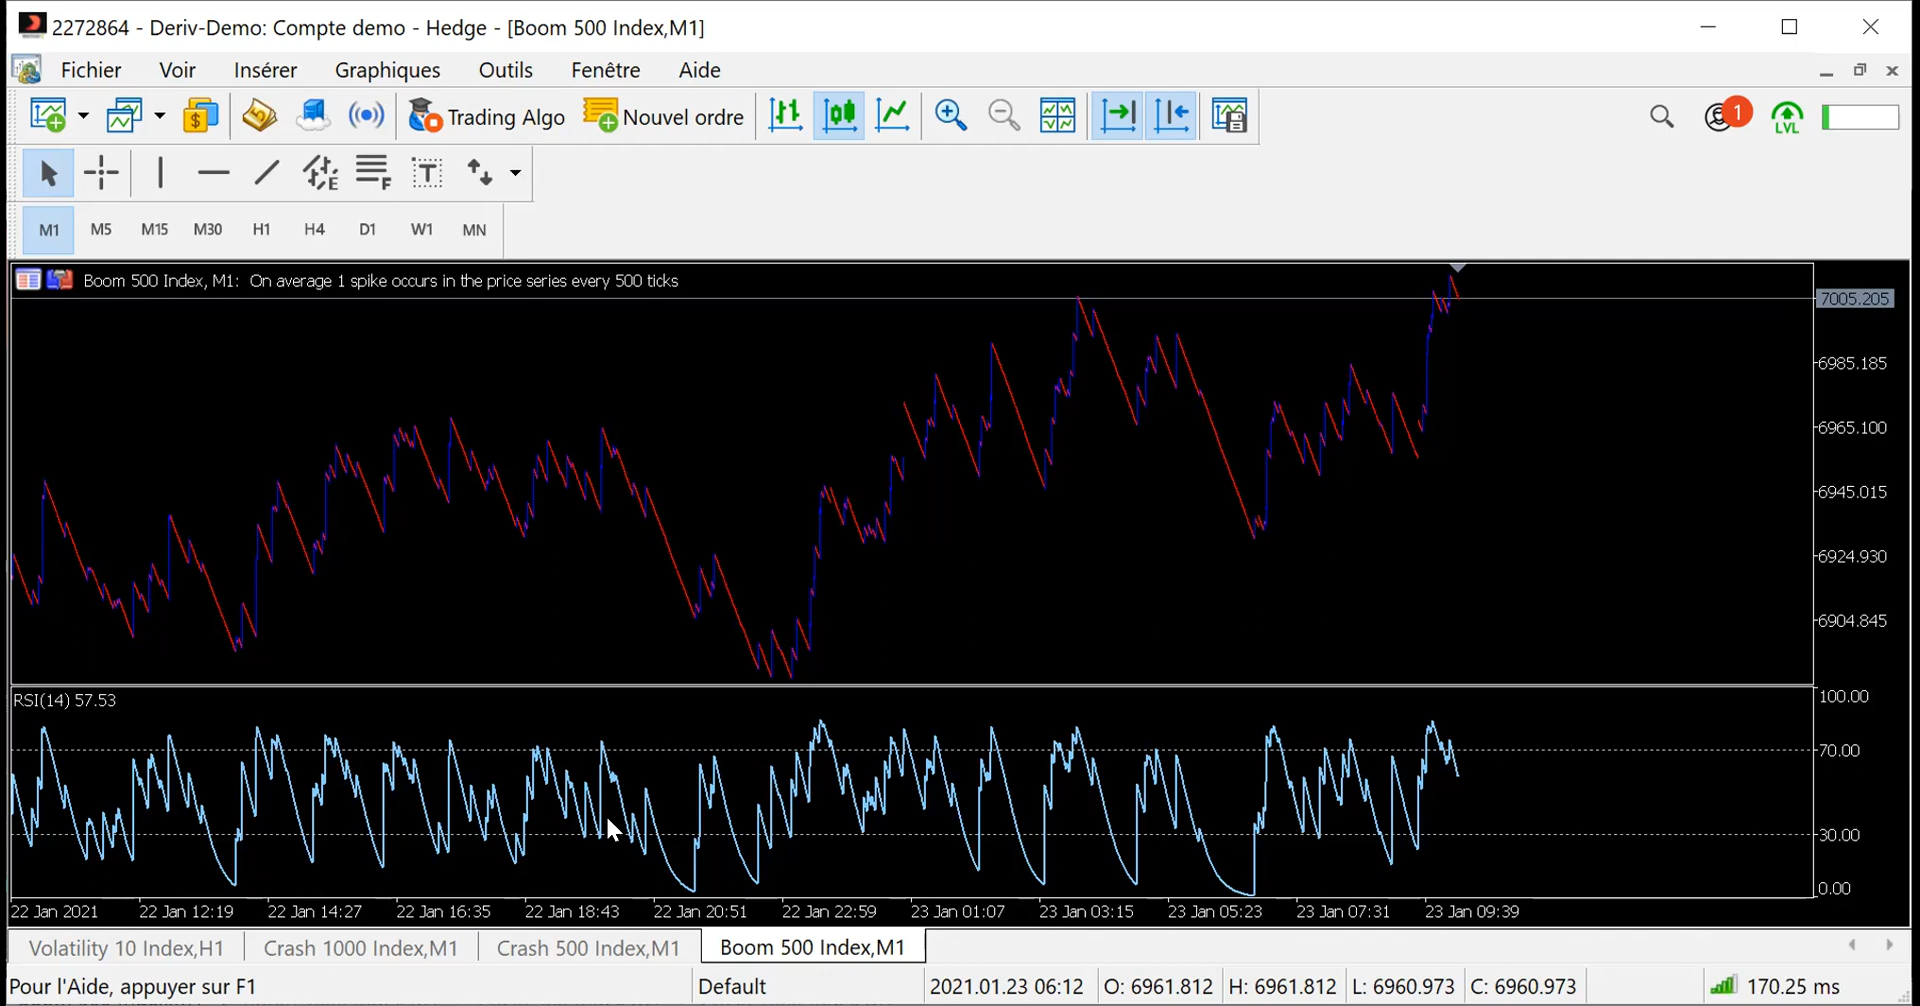 2272864 - Deriv-Demo: Compte demo - Hedge - [Boom 500 Index,M1]
Fichier Voir Insérer Graphiques Outils Fenêtre Aide
$ Trading Algo Nouvel ordre 1 LVL
E F T
M1 M5 M15 M30 H1 H4 D1 W1 MN
Boom 500 Index, M1: On average 1 spike occurs in the price series every 500 ticks
7005.205
6985.185
6965.100
6945.015
6924.930
6904.845
RSI(14) 57.53
100.00
70.00
30.00
0.00
22 Jan 2021 22 Jan 12:19 22 Jan 14:27 22 Jan 16:35 22 Jan 18:43 22 Jan 20:51 22 Jan 22:59 23 Jan 01:07 23 Jan 03:15 23 Jan 05:23 23 Jan 07:31 23 Jan 09:39
Volatility 10 Index,H1 Crash 1000 Index,M1 Crash 500 Index,M1 Boom 500 Index,M1
Pour l'Aide, appuyer sur F1 Default 2021.01.23 06:12 O: 6961.812 H: 6961.812 L: 6960.973 C: 6960.973 170.25 ms